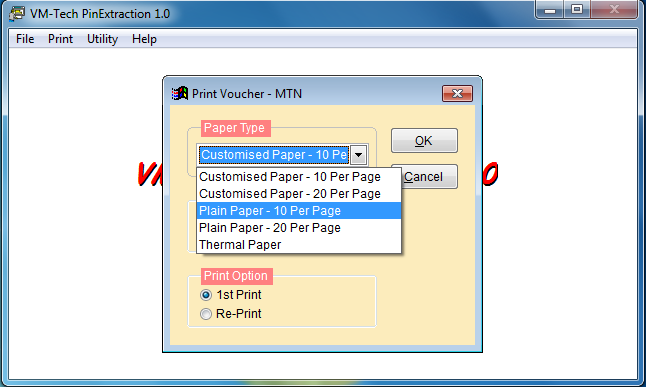 VM-Tech PinExtraction 1.0
File Print Utility Help
Print Voucher - MTN
Paper Type
Customised Paper - 10 Pe
OK
Customised Paper - 10 Per Page
Cancel
Customised Paper - 20 Per Page
Plain Paper - 10 Per Page
Plain Paper - 20 Per Page
Thermal Paper
Print Option
1st Print
Re-Print